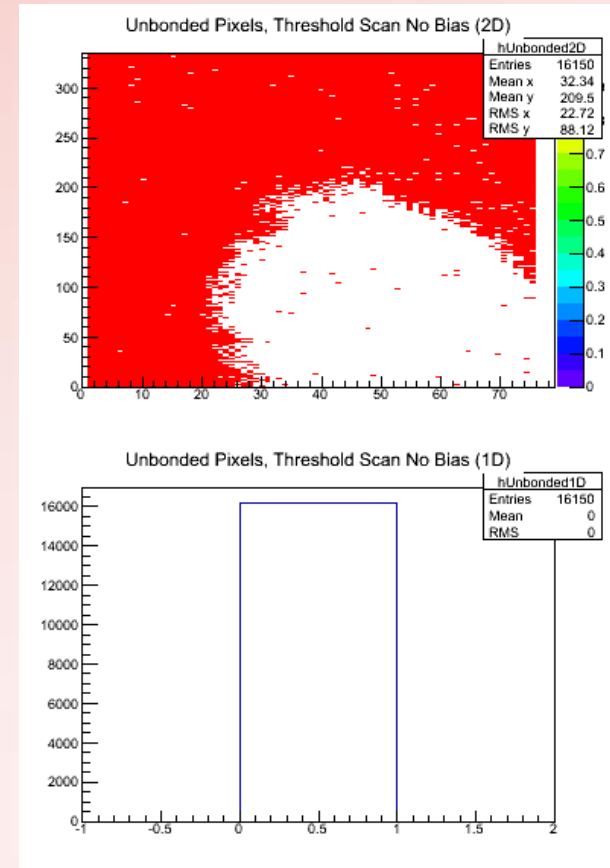 Unbonded Pixels, Threshold Scan No Bias (2D)
hUnbonded2D
Entries 16150
Mean x 32.34
Mean y 209.5
RMS x 22.72
RMS y 88.12
300
250
200
150
100
50
0
0 10 20 30 40 50 60 70
0.7
0.6
0.5
0.4
0.3
0.2
0.1
0
Unbonded Pixels, Threshold Scan No Bias (1D)
hUnbonded1D
Entries 16150
Mean 0
RMS 0
16000
14000
12000
10000
8000
6000
4000
2000
0
-1 -0.5 0 0.5 1 1.5 2